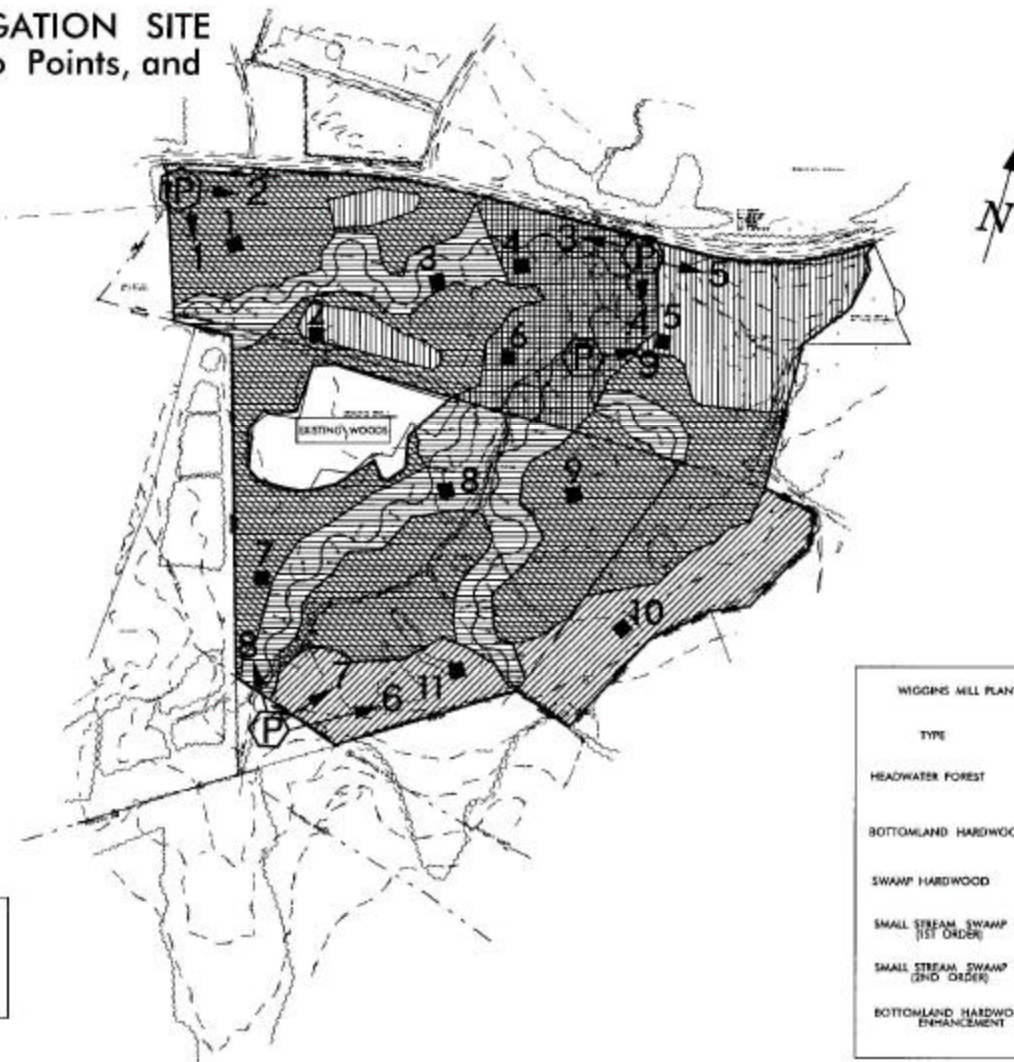 GATION SITE
o Points, and
N
P
2
1
1
3
4
3
P
5
4
5
2
6
P
9
EXISTING WOODS
8
9
7
10
8
7
6
11
P
WIGGINS MILL PLAN
TYPE
HEADWATER FOREST
BOTTOMLAND HARDWOO
SWAMP HARDWOOD
SMALL STREAM SWAMP
(1ST ORDER)
SMALL STREAM SWAMP
(2ND ORDER)
BOTTOMLAND HARDWO
ENHANCEMENT